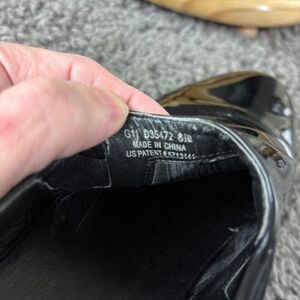 G11 D35472 8½B
MADE IN CHINA
US PATENT #